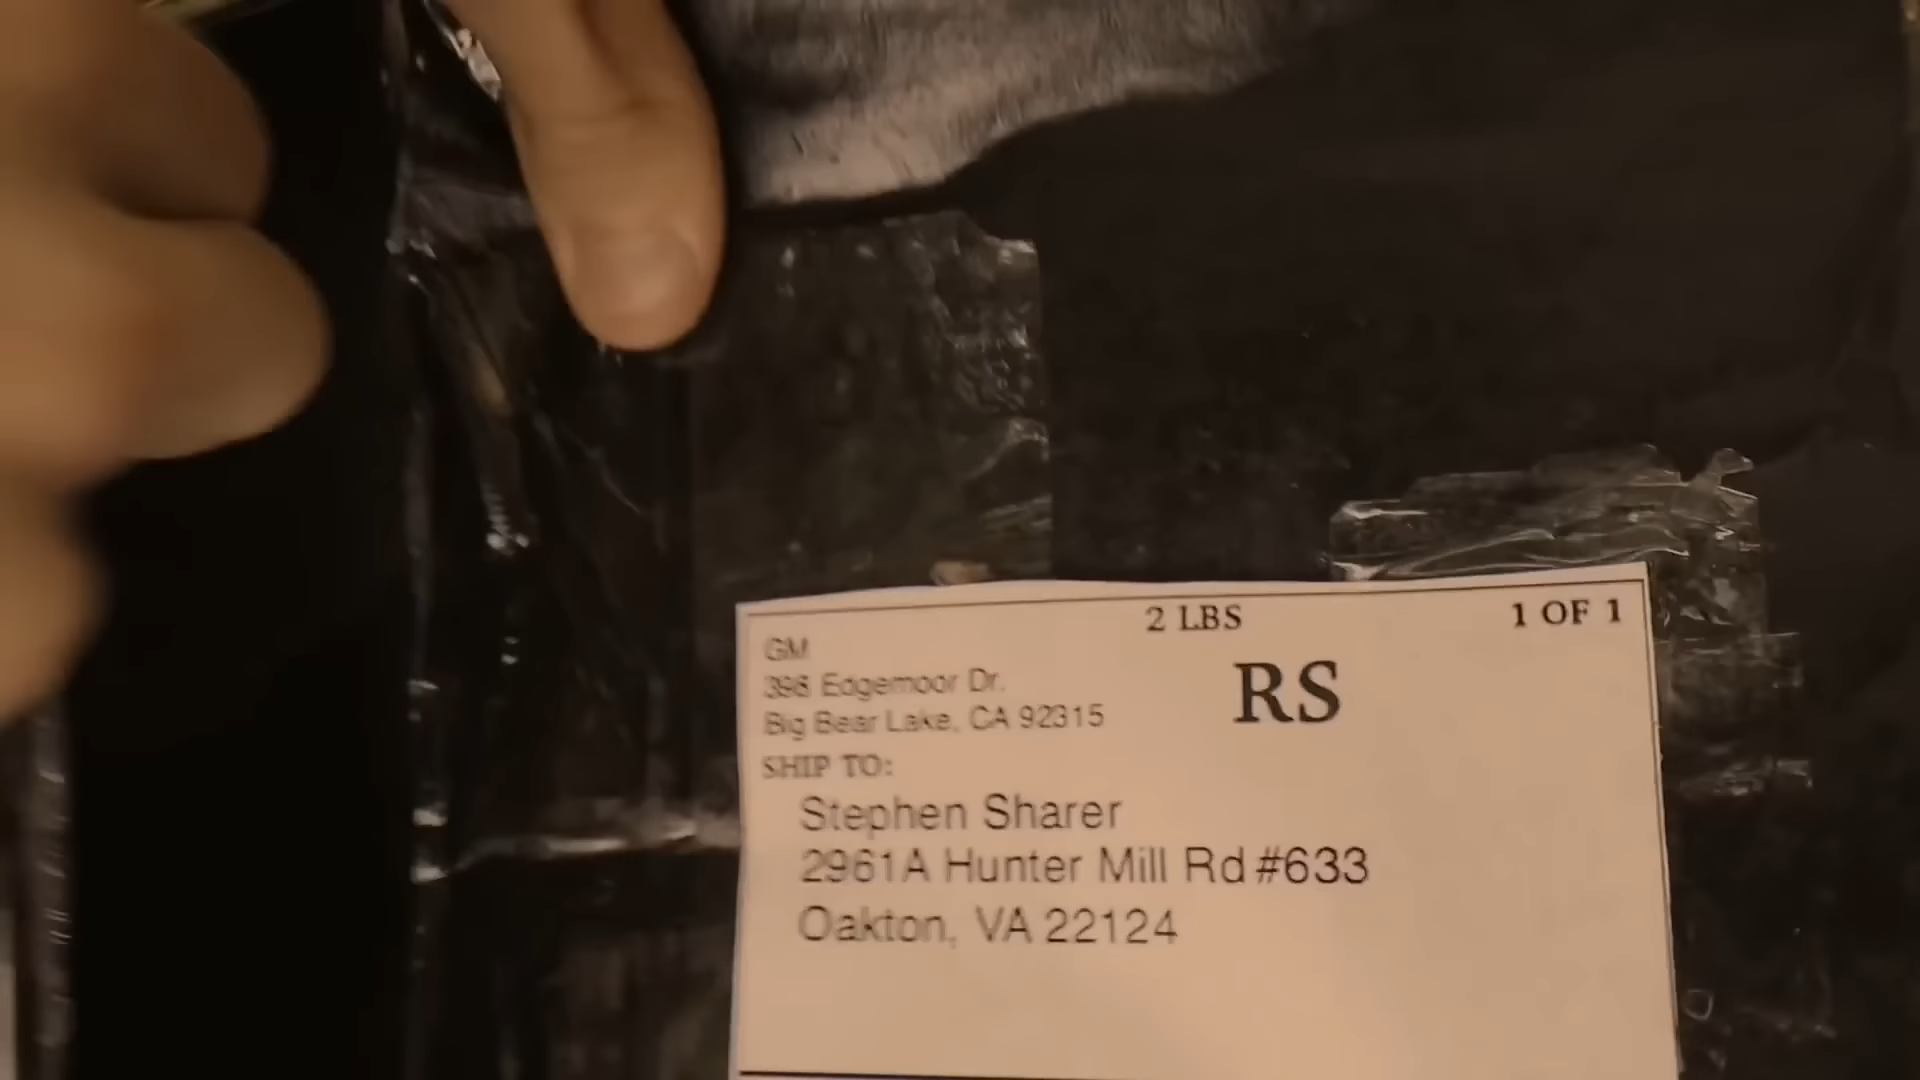 2 LBS 1 OF 1
GM
398 Edgemoor Dr.
Big Bear Lake, CA 92315
RS
SHIP TO:
Stephen Sharer
2961A Hunter Mill Rd #633
Oakton, VA 22124